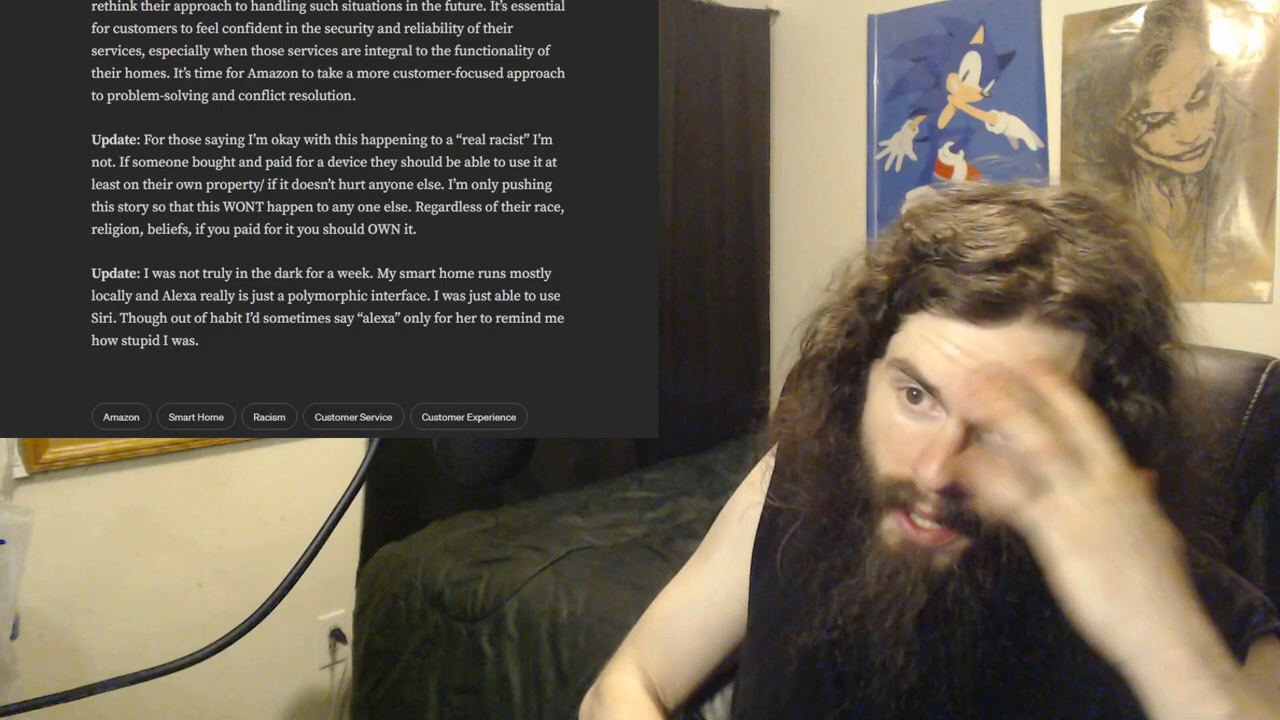 rethink their approach to handling such situations in the future. It’s essential
for customers to feel confident in the security and reliability of their
services, especially when those services are integral to the functionality of
their homes. It’s time for Amazon to take a more customer-focused approach
to problem-solving and conflict resolution.
Update: For those saying I’m okay with this happening to a “real racist” I’m
not. If someone bought and paid for a device they should be able to use it at
least on their own property/ if it doesn’t hurt anyone else. I’m only pushing
this story so that this WONT happen to any one else. Regardless of their race,
religion, beliefs, if you paid for it you should OWN it.
Update: I was not truly in the dark for a week. My smart home runs mostly
locally and Alexa really is just a polymorphic interface. I was just able to use
Siri. Though out of habit I’d sometimes say “alexa” only for her to remind me
how stupid I was.
Amazon
Smart Home
Racism
Customer Service
Customer Experience